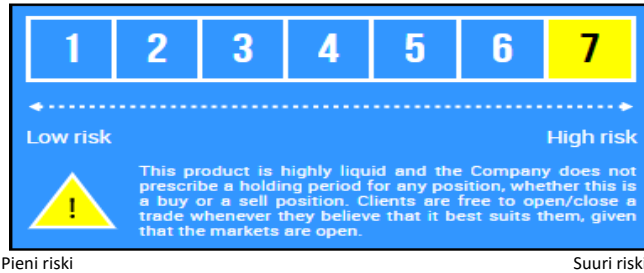 1 2 3 4 5 6 7
Low risk High risk
This product is highly liquid and the Company does not
prescribe a holding period for any position, whether this is
a buy or a sell position. Clients are free to open/close a
trade whenever they believe that it best suits them, given
that the markets are open.
!
Pieni riski Suuri risk